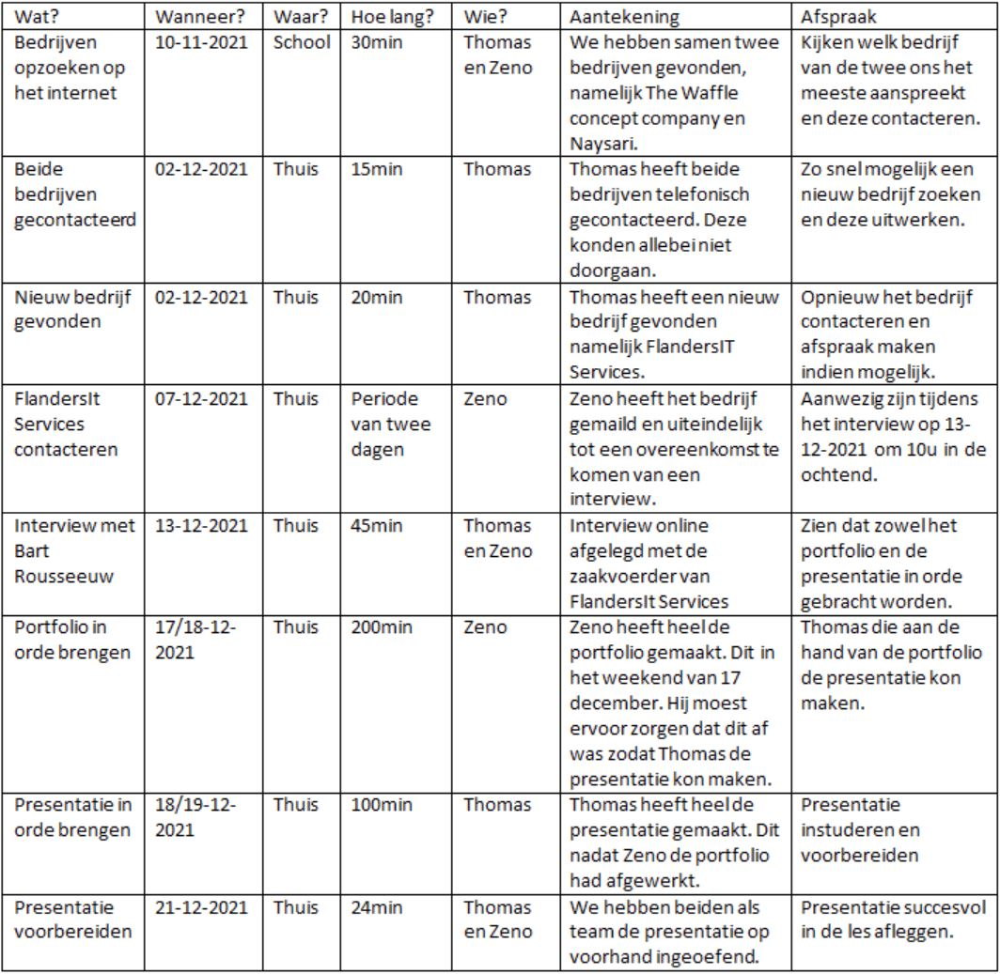 Wat? Wanneer? Waar? Hoe lang? Wie? Aantekening Afspraak
Bedrijven 10-11-2021 School 30min Thomas We hebben samen twee Kijken welk bedrijf
opzoeken op en Zeno bedrijven gevonden, van de twee ons het
het internet namelijk The Waffle meeste aanspreekt
concept company en en deze contacteren.
Naysari.
Beide 02-12-2021 Thuis 15min Thomas Thomas heeft beide Zo snel mogelijk een
bedrijven bedrijven telefonisch nieuw bedrijf zoeken
gecontacteerd gecontacteerd. Deze en deze uitwerken.
konden allebei niet
doorgaan.
Nieuw bedrijf 02-12-2021 Thuis 20min Thomas Thomas heeft een nieuw Opnieuw het bedrijf
gevonden bedrijf gevonden contacteren en
namelijk FlandersIT afspraak maken
Services. indien mogelijk.
FlandersIt 07-12-2021 Thuis Periode Zeno Zeno heeft het bedrijf Aanwezig zijn tijdens
Services van twee gemaild en uiteindelijk het interview op 13-
contacteren dagen tot een overeenkomst te 12-2021 om 10u in de
komen van een ochtend.
interview.
Interview met 13-12-2021 Thuis 45min Thomas Interview online Zien dat zowel het
Bart en Zeno afgelegd met de portfolio en de
Rousseeuw zaakvoerder van presentatie in orde
FlandersIt Services gebracht worden.
Portfolio in 17/18-12- Thuis 200min Zeno Zeno heeft heel de Thomas die aan de
orde brengen 2021 portfolio gemaakt. Dit in hand van de portfolio
het weekend van 17 de presentatie kon
december. Hij moest maken.
ervoor zorgen dat dit af
was zodat Thomas de
presentatie kon maken.
Presentatie in 18/19-12- Thuis 100min Thomas Thomas heeft heel de Presentatie
orde brengen 2021 presentatie gemaakt. Dit instuderen en
nadat Zeno de portfolio voorbereiden
had afgewerkt.
Presentatie 21-12-2021 Thuis 24min Thomas We hebben beiden als Presentatie succesvol
voorbereiden en Zeno team de presentatie op in de les afleggen.
voorhand ingeoefend.